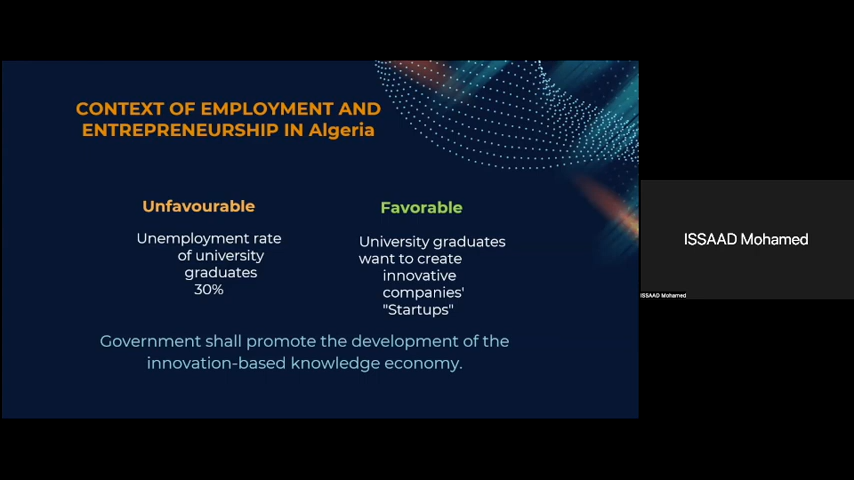 CONTEXT OF EMPLOYMENT AND
ENTREPRENEURSHIP IN Algeria
Unfavourable
Unemployment rate
of university
graduates
30%
Favorable
University graduates
want to create
innovative
companies'
"Startups"
Government shall promote the development of the
innovation-based knowledge economy.
ISSAAD Mohamed
ISSAAD Mohamed